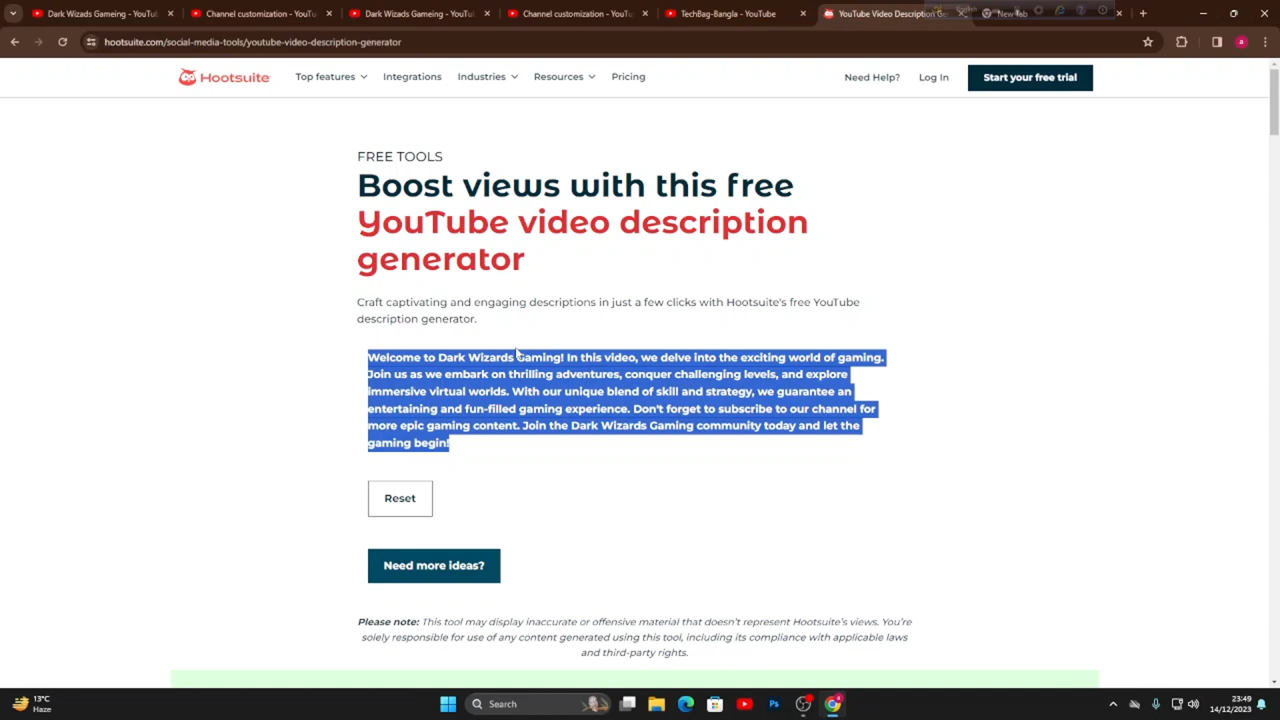 Dark Wizads Gameing - YouTu
Channel customization - YouTu
Dark Wizads Gameing - YouTu
Channel customization - YouTu
TechBag-Bangla - YouTube
YouTube Video Description Ge
New Tab
hootsuite.com/social-media-tools/youtube-video-description-generator
Hootsuite
Top features
Integrations
Industries
Resources
Pricing
Need Help?
Log In
Start your free trial
FREE TOOLS
Boost views with this free
YouTube video description
generator
Craft captivating and engaging descriptions in just a few clicks with Hootsuite's free YouTube
description generator.
Welcome to Dark Wizards Gaming! In this video, we delve into the exciting world of gaming.
Join us as we embark on thrilling adventures, conquer challenging levels, and explore
immersive virtual worlds. With our unique blend of skill and strategy, we guarantee an
entertaining and fun-filled gaming experience. Don't forget to subscribe to our channel for
more epic gaming content. Join the Dark Wizards Gaming community today and let the
gaming begin!
Reset
Need more ideas?
Please note: This tool may display inaccurate or offensive material that doesn't represent Hootsuite's views. You're
solely responsible for use of any content generated using this tool, including its compliance with applicable laws
and third-party rights.
13°C
Haze
Search
23:49
14/12/2023